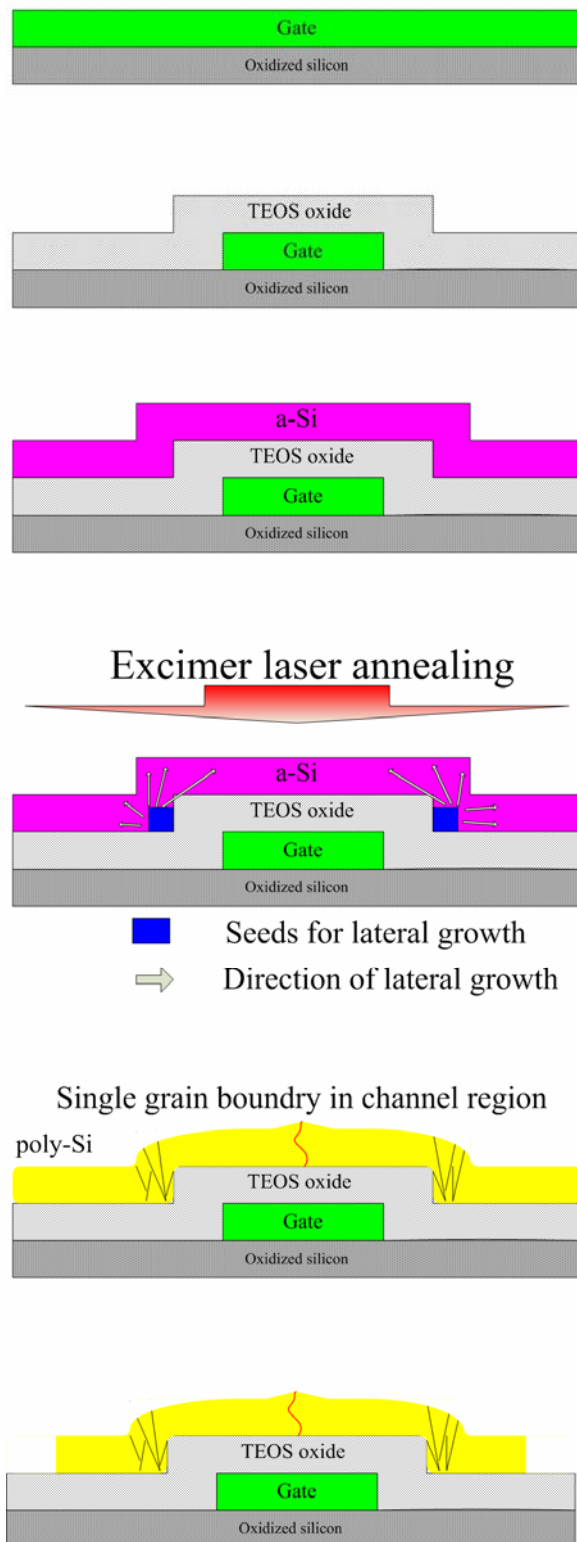 Gate
Oxidized silicon
TEOS oxide
Gate
Oxidized silicon
a-Si
TEOS oxide
Gate
Oxidized silicon
Excimer laser annealing
a-Si
TEOS oxide
Gate
Oxidized silicon
Seeds for lateral growth
Direction of lateral growth
Single grain boundry in channel region
poly-Si
TEOS oxide
Gate
Oxidized silicon
TEOS oxide
Gate
Oxidized silicon